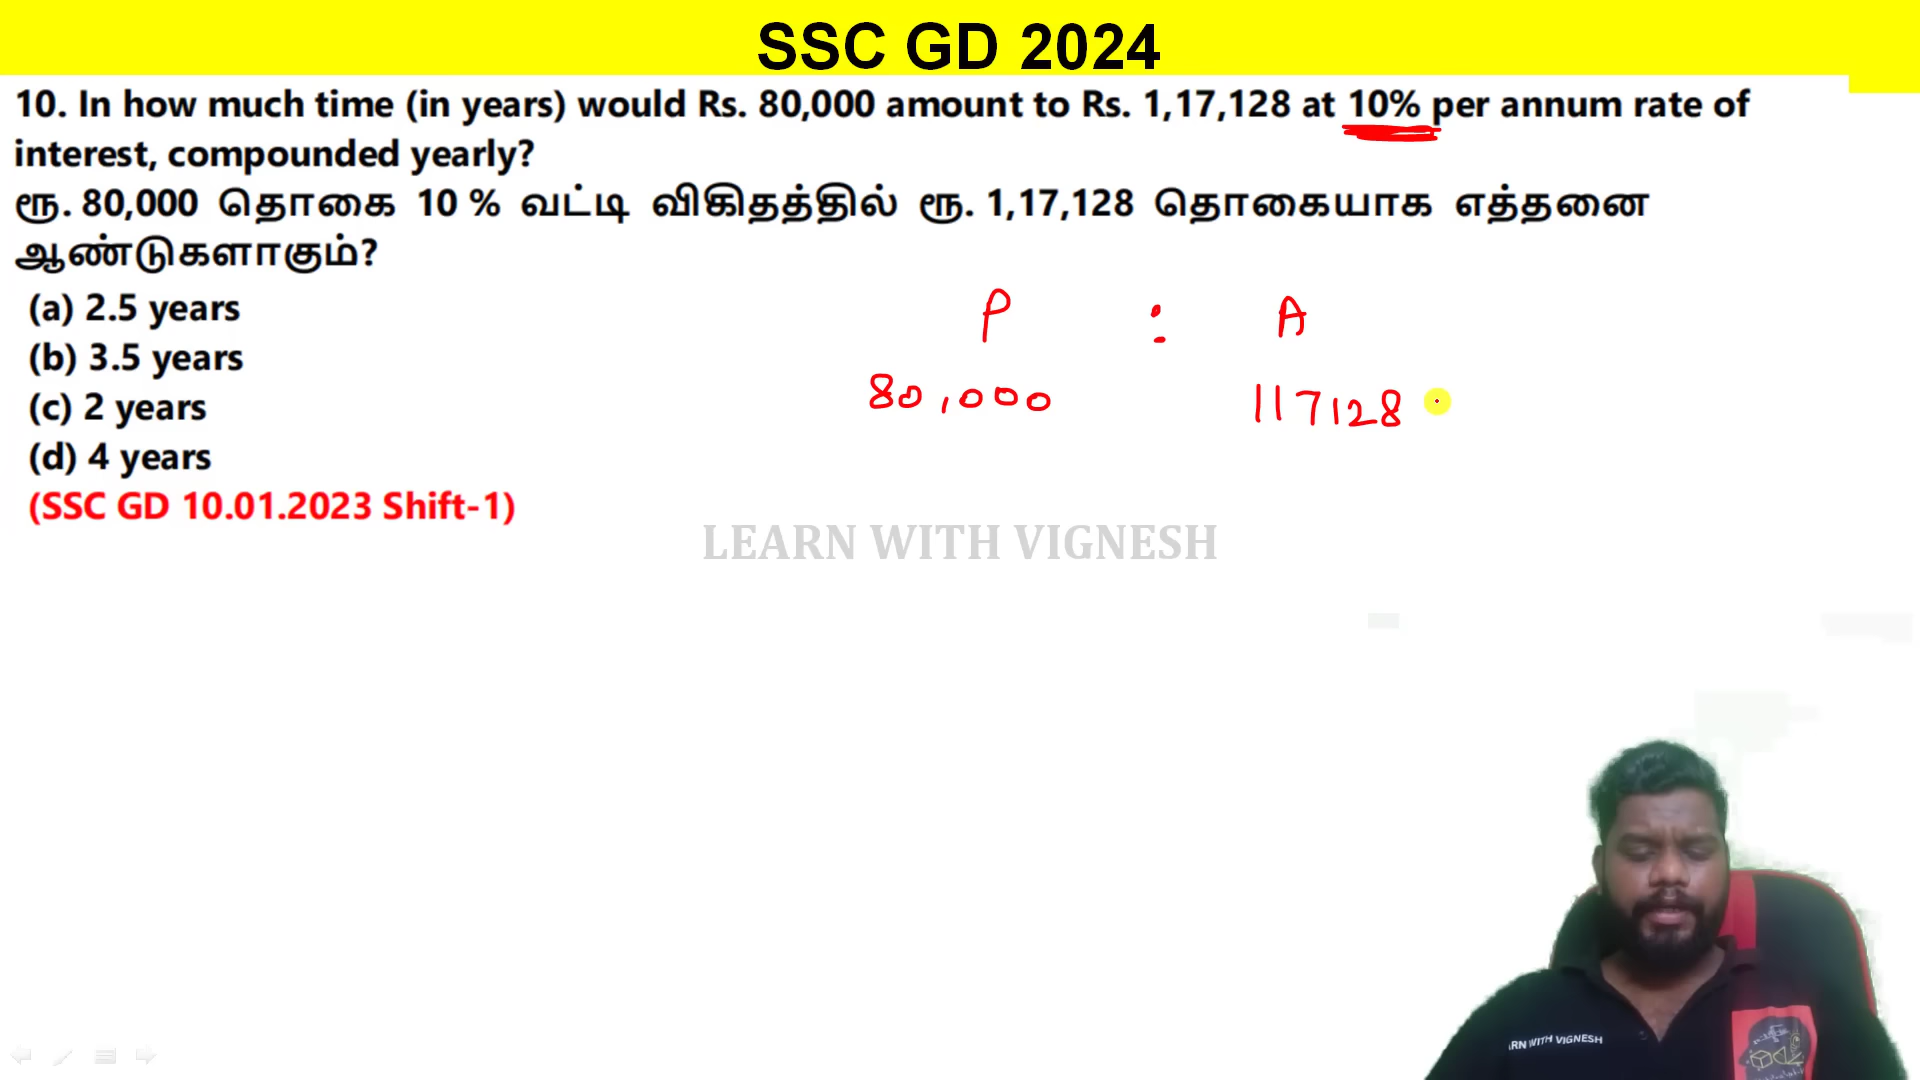 SSC GD 2024
10. In how much time (in years) would Rs. 80,000 amount to Rs. 1,17,128 at 10% per annum rate of
interest, compounded yearly?
ரூ. 80,000 தொகை 10 % வட்டி விகிதத்தில் ரூ. 1,17,128 தொகையாக எத்தனை
ஆண்டுகளாகும்?
(a) 2.5 years
(b) 3.5 years
(c) 2 years
(d) 4 years
(SSC GD 10.01.2023 Shift-1)
P : A
80,000 117128
LEARN WITH VIGNESH
RN WITH VIGNESH